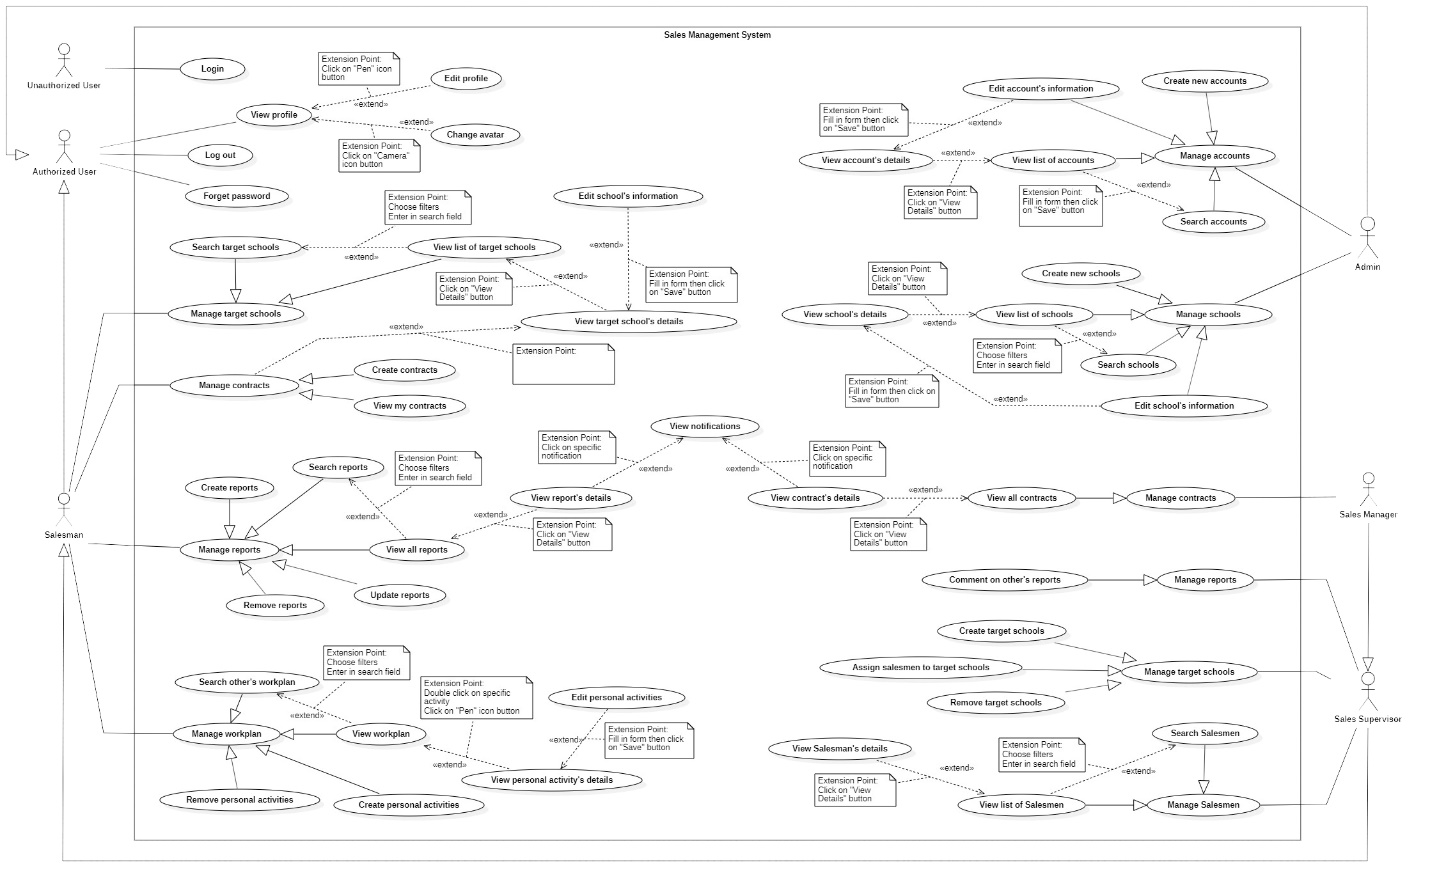 Sales Management System
Unauthorized User
Login
Extension Point:
Click on "Pen" icon
button
Edit profile
«extend»
View profile
«extend»
Change avatar
Extension Point:
Click on "Camera"
icon button
Authorized User
Log out
Forget password
Edit account's information
Create new accounts
Extension Point:
Fill in form then click
on "Save" button
«extend»
View account's details
«extend»
View list of accounts
Manage accounts
Extension Point:
Click on "View
Details" button
Extension Point:
Fill in form then click
on "Save" button
«extend»
Search accounts
Admin
Extension Point:
Choose filters
Enter in search field
Edit school's information
Search target schools
«extend»
View list of target schools
«extend»
Extension Point:
Click on "View
Details" button
«extend»
Extension Point:
Fill in form then click
on "Save" button
Manage target schools
View target school's details
«extend»
Extension Point:
Manage contracts
Create contracts
View my contracts
Extension Point:
Click on "View
Details" button
Create new schools
View school's details
«extend»
View list of schools
Manage schools
«extend»
Extension Point:
Choose filters
Enter in search field
Search schools
Extension Point:
Fill in form then click on
"Save" button
«extend»
Edit school's information
View notifications
Extension Point:
Click on specific
notification
«extend»
«extend»
Extension Point:
Click on specific
notification
Search reports
Extension Point:
Choose filters
Enter in search field
Create reports
«extend»
View report's details
«extend»
Extension Point:
Click on "View
Details" button
Salesman
Manage reports
View all reports
Remove reports
Update reports
View contract's details
«extend»
View all contracts
Manage contracts
Extension Point:
Click on "View
Details" button
Sales Manager
Comment on other's reports
Manage reports
Create target schools
Assign salesmen to target schools
Manage target schools
Remove target schools
Sales Supervisor
Extension Point:
Choose filters
Enter in search field
Search other's workplan
«extend»
Extension Point:
Double click on specific
activity
Click on "Pen" icon button
Edit personal activities
Manage workplan
View workplan
«extend»
Extension Point:
Fill in form then click
on "Save" button
«extend»
View personal activity's details
Remove personal activities
Create personal activities
View Salesman's details
Extension Point:
Choose filters
Enter in search field
Search Salesmen
«extend»
«extend»
Extension Point:
Click on "View
Details" button
View list of Salesmen
Manage Salesmen